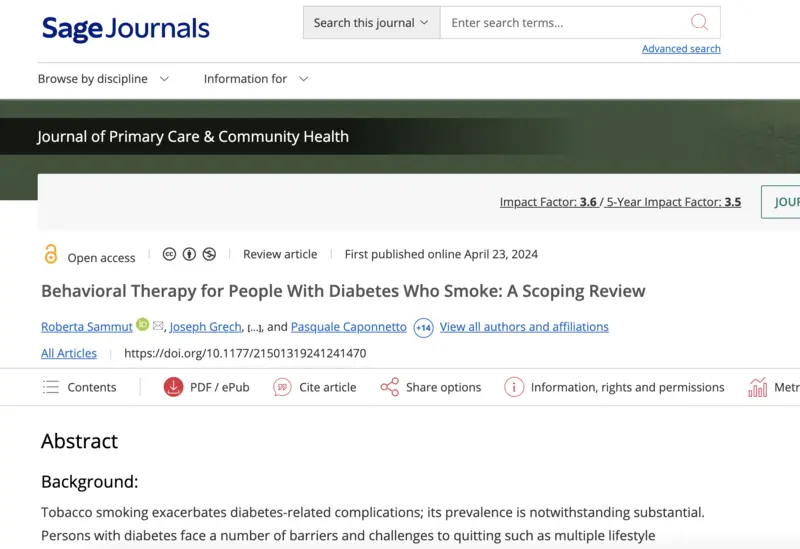 Sage Journals
Search this journal
Enter search terms...
Advanced search
Browse by discipline
Information for
Journal of Primary Care & Community Health
Impact Factor: 3.6 / 5-Year Impact Factor: 3.5
JOUR
Open access
Review article
First published online April 23, 2024
Behavioral Therapy for People With Diabetes Who Smoke: A Scoping Review
Roberta Sammut iD, Joseph Grech, [...], and Pasquale Caponnetto +14 View all authors and affiliations
All Articles
https://doi.org/10.1177/21501319241241470
Contents
PDF / ePub
Cite article
Share options
Information, rights and permissions
Metr
Abstract
Background:
Tobacco smoking exacerbates diabetes-related complications; its prevalence is notwithstanding substantial.
Persons with diabetes face a number of barriers and challenges to quitting such as multiple lifestyle